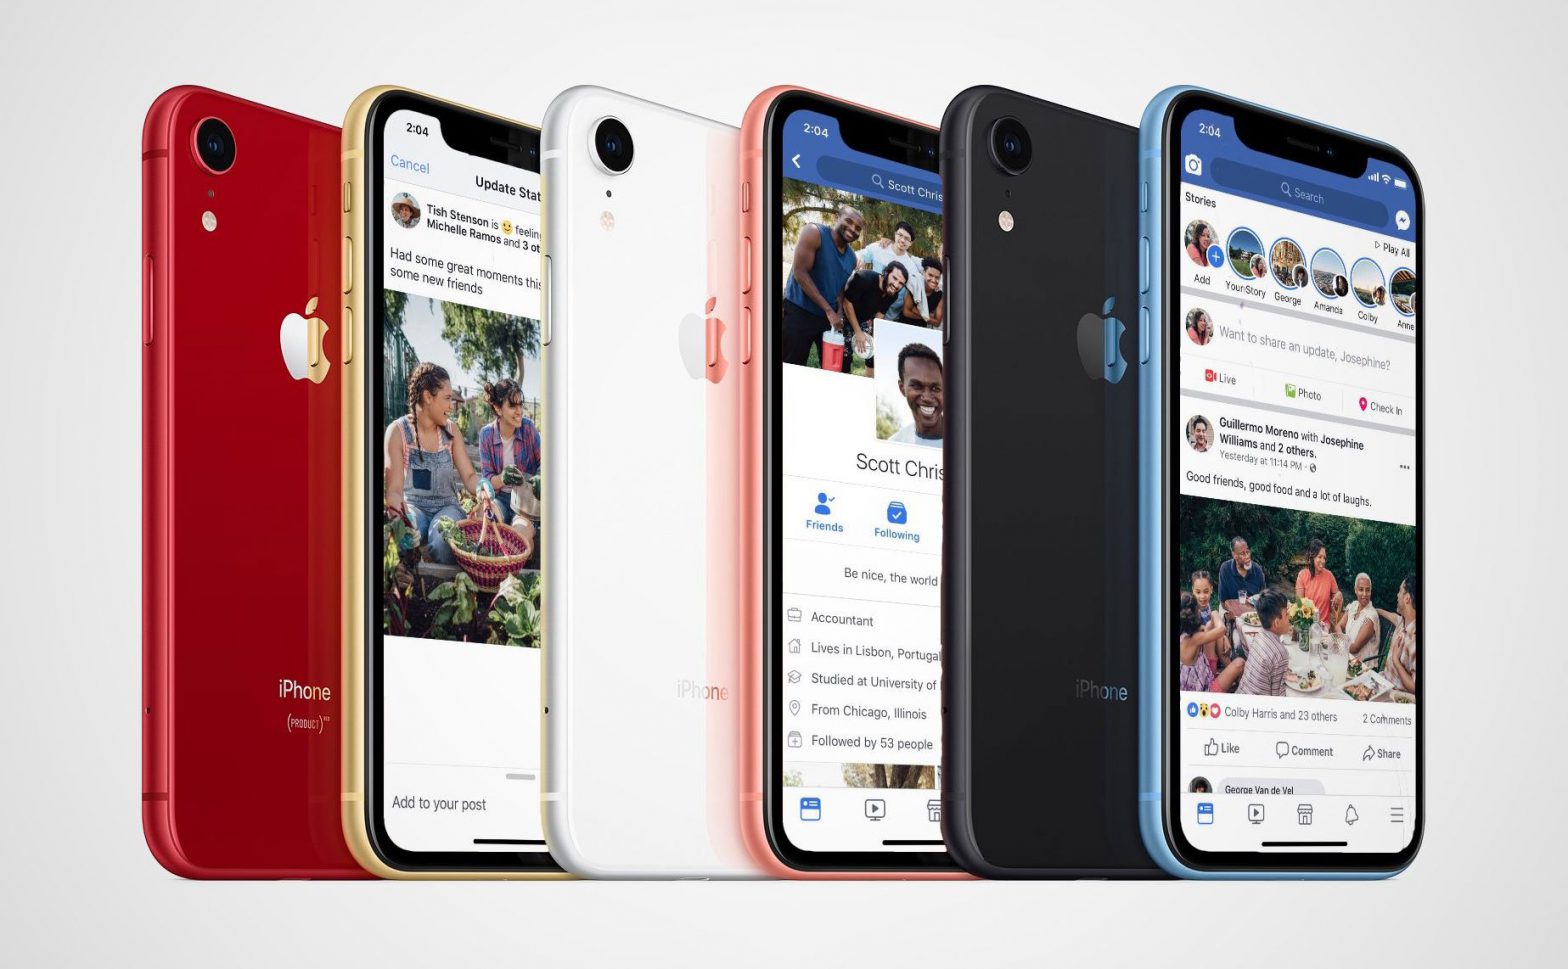 iPhone
(PRODUCT)RED
2:04
Cancel
Update Stat
Tish Stenson is 🙂 feelin
Michelle Ramos and 3 ot
Had some great moments this
some new friends
Add to your post
iPhone
2:04
Scott Chris
Scott Chris
Friends
Following
Be nice, the world
Accountant
Lives in Lisbon, Portugal
Studied at University of
From Chicago, Illinois
Followed by 53 people
iPhone
2:04
Search
Stories
Play All
Add
Your Story
George
Amanda
Colby
Anne
Want to share an update, Josephine?
Live
Photo
Check In
Guillermo Moreno with Josephine
Williams and 2 others.
Yesterday at 11:14 PM ·
Good friends, good food and a lot of laughs.
Colby Harris and 23 others
2 Comments
Like
Comment
Share
George Van de Vel